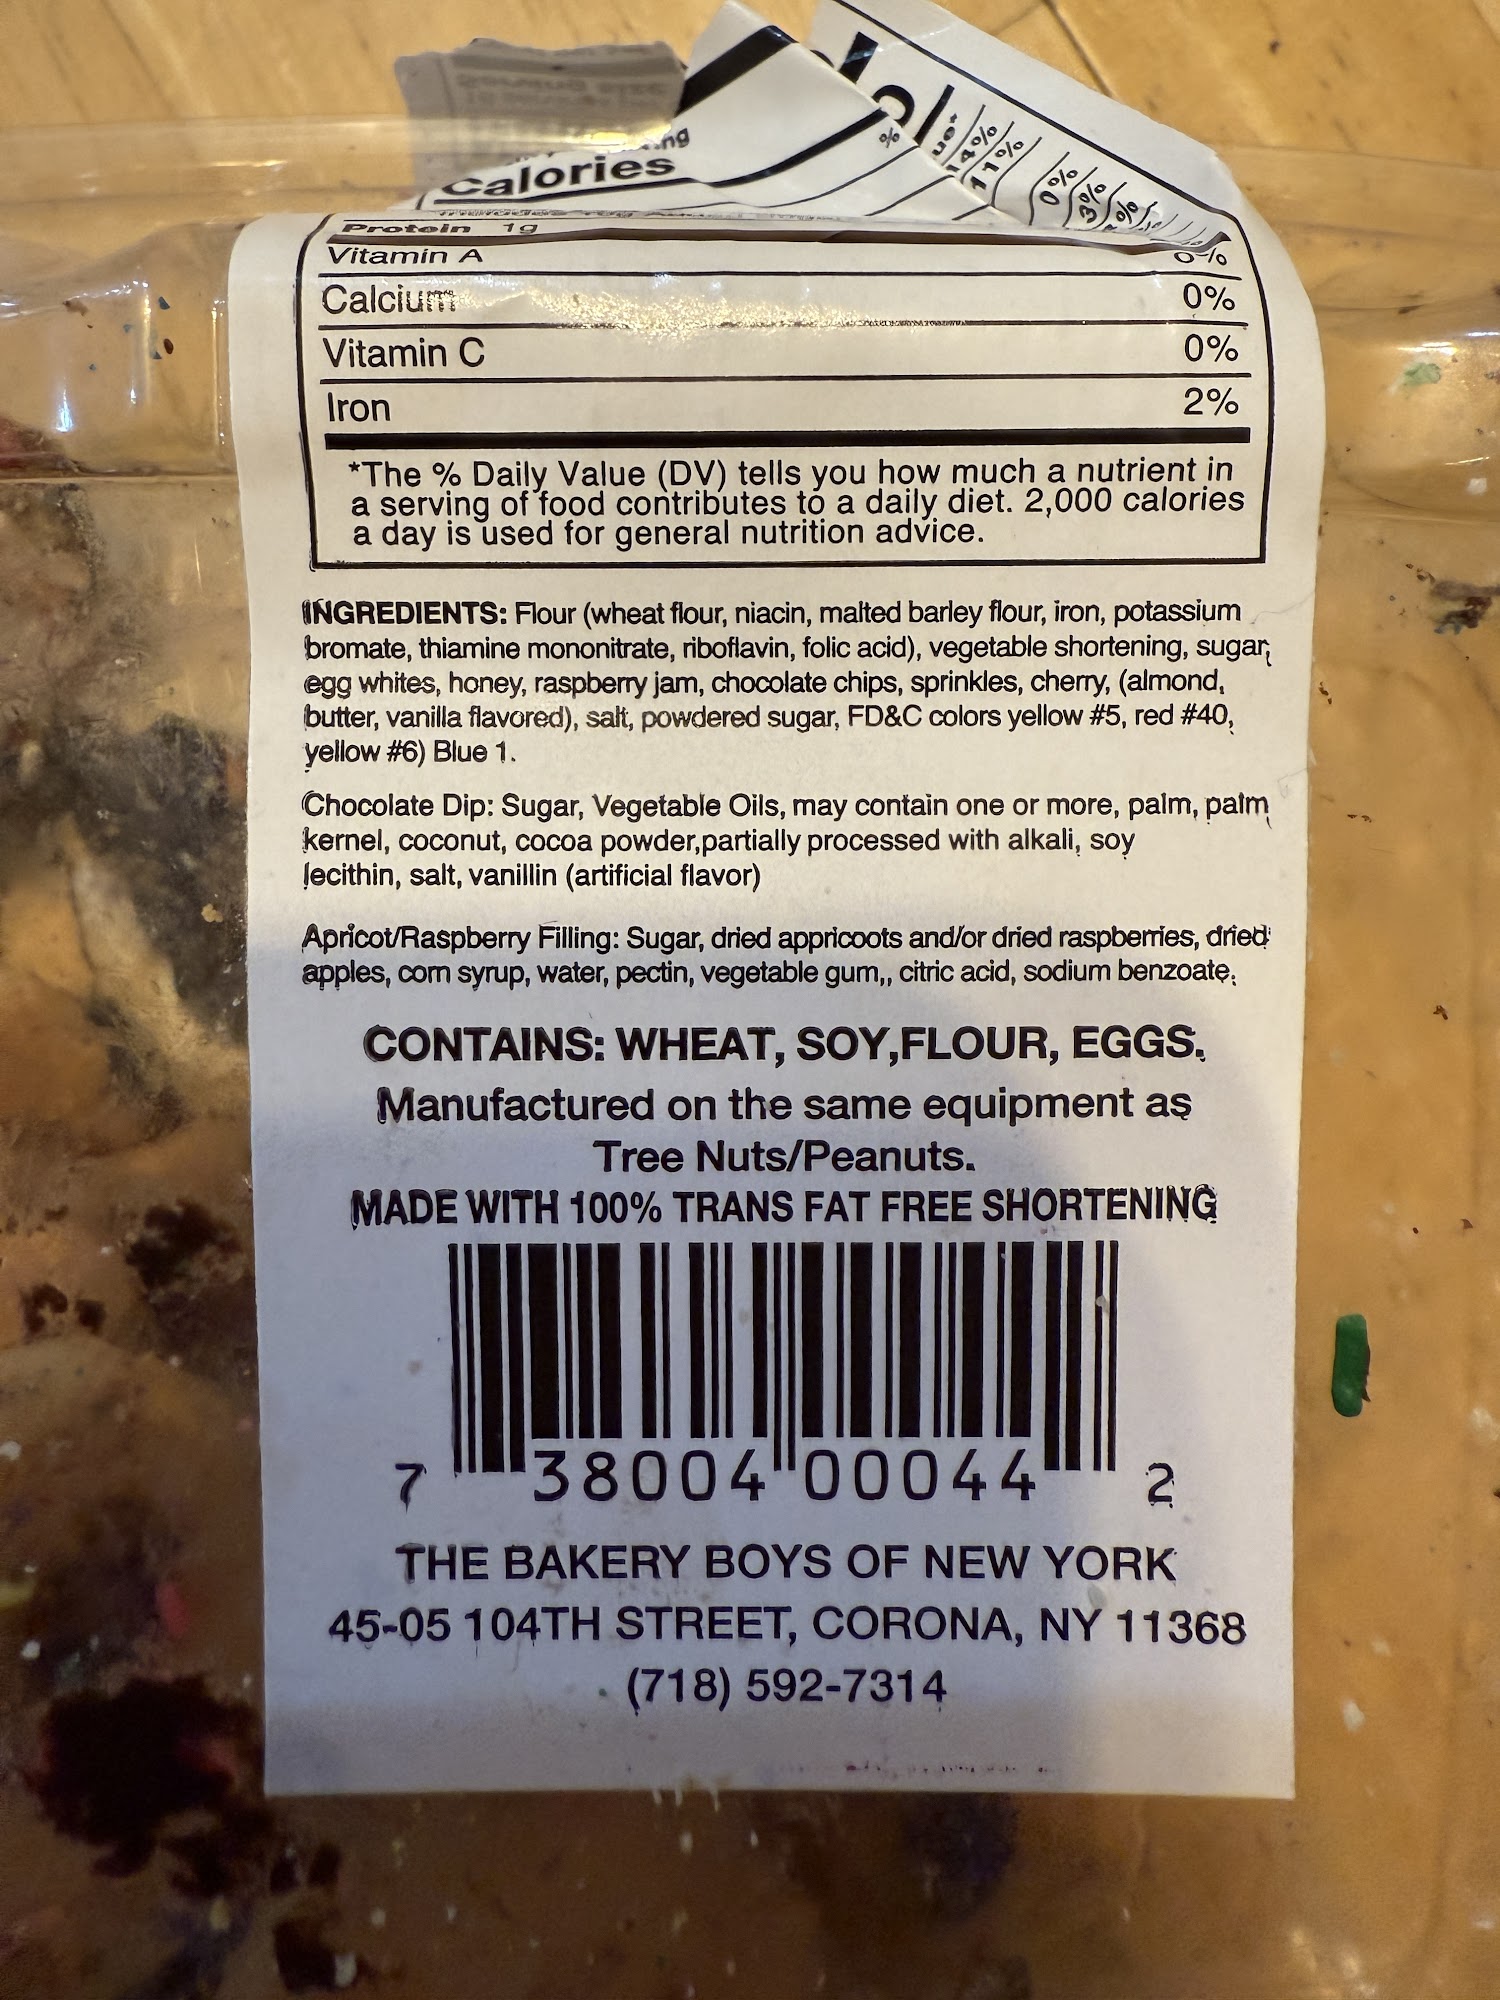 Calories
%
14%
11%
0%
3%
Protein 1g
Vitamin A 0%
Calcium 0%
Vitamin C 0%
Iron 2%
*The % Daily Value (DV) tells you how much a nutrient in
a serving of food contributes to a daily diet. 2,000 calories
a day is used for general nutrition advice.
INGREDIENTS: Flour (wheat flour, niacin, malted barley flour, iron, potassium
bromate, thiamine mononitrate, riboflavin, folic acid), vegetable shortening, sugar,
egg whites, honey, raspberry jam, chocolate chips, sprinkles, cherry, (almond,
butter, vanilla flavored), salt, powdered sugar, FD&C colors yellow #5, red #40,
yellow #6) Blue 1.
Chocolate Dip: Sugar, Vegetable Oils, may contain one or more, palm, palm
kernel, coconut, cocoa powder,partially processed with alkali, soy
lecithin, salt, vanillin (artificial flavor)
Apricot/Raspberry Filling: Sugar, dried appricoots and/or dried raspberries, dried
apples, corn syrup, water, pectin, vegetable gum,, citric acid, sodium benzoate.
CONTAINS: WHEAT, SOY,FLOUR, EGGS.
Manufactured on the same equipment as
Tree Nuts/Peanuts.
MADE WITH 100% TRANS FAT FREE SHORTENING
7 38004 00044 2
THE BAKERY BOYS OF NEW YORK
45-05 104TH STREET, CORONA, NY 11368
(718) 592-7314